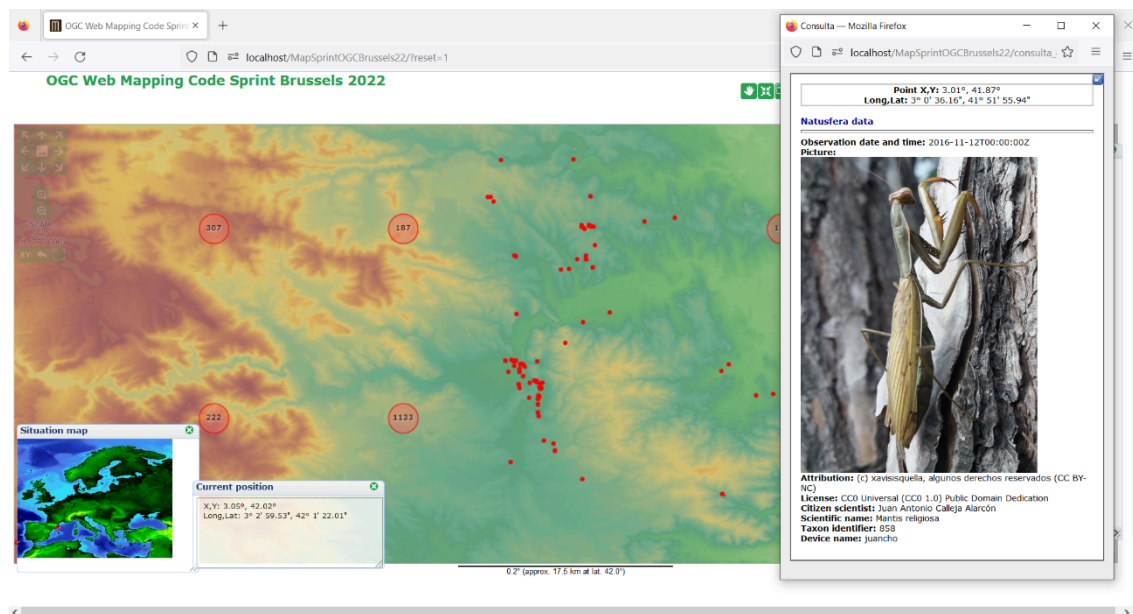 OGC Web Mapping Code Sprint
localhost/MapSprintOGCBrussels22/?reset=1
OGC Web Mapping Code Sprint Brussels 2022
307
187
222
1133
Situation map
Current position
X,Y: 3.05º, 42.02º
Long,Lat: 3° 2' 59.53", 42° 1' 22.01"
0.2° (approx. 17.5 km at lat. 42.0°)
Consulta — Mozilla Firefox
localhost/MapSprintOGCBrussels22/consulta_
Point X,Y: 3.01°, 41.87°
Long,Lat: 3° 0' 36.16", 41° 51' 55.94"
Natusfera data
Observation date and time: 2016-11-12T00:00:00Z
Picture:
Attribution: (c) xavisisquella, algunos derechos reservados (CC BY-
NC)
License: CC0 Universal (CC0 1.0) Public Domain Dedication
Citizen scientist: Juan Antonio Calleja Alarcón
Scientific name: Mantis religiosa
Taxon identifier: 858
Device name: juancho